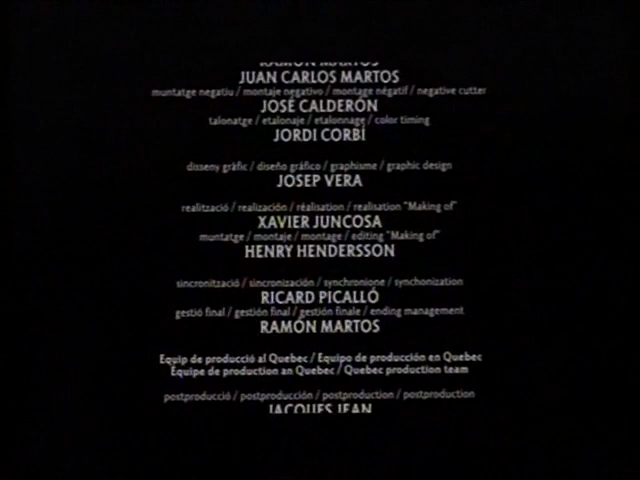 RAMÓN MARTOS
JUAN CARLOS MARTOS
muntatge negatiu / montaje negativo / montage négatif / negative cutter
JOSÉ CALDERÓN
talonatge / etalonaje / etalonnage / color timing
JORDI CORBÍ
disseny gràfic / diseño gráfico / graphisme / graphic design
JOSEP VERA
realització / realización / réalisation / realisation "Making of"
XAVIER JUNCOSA
muntatge / montaje / montage / editing "Making of"
HENRY HENDERSSON
sincronització / sincronización / synchronione / synchonization
RICARD PICALLÓ
gestió final / gestión final / gestión finale / ending management
RAMÓN MARTOS
Equip de producció al Quebec / Equipo de producción en Quebec
Équipe de production an Quebec / Quebec production team
postproducció / postproducción / postproduction / postproduction
JACQUES JEAN